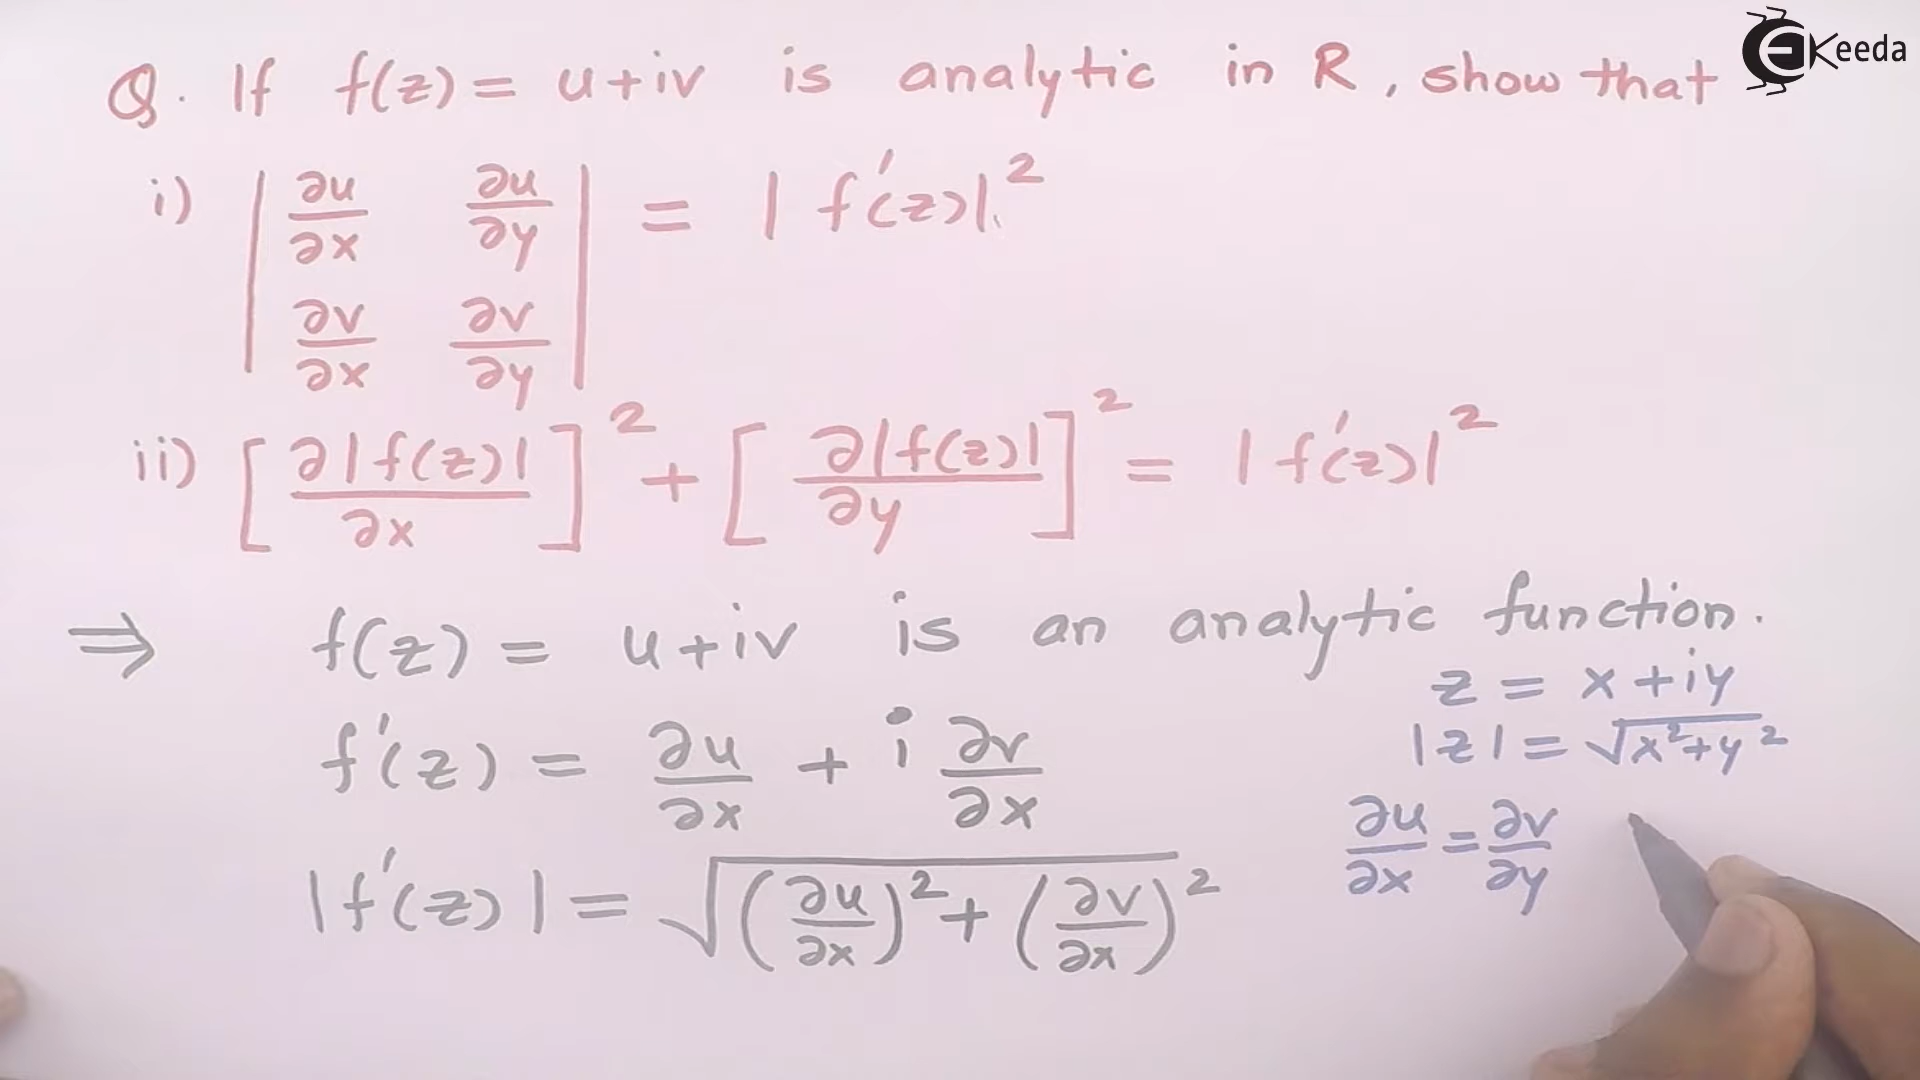 EKeeda
Q. If f(z) = u+iv is analytic in R, show that
i) | ∂u/∂x ∂u/∂y | = | f'(z)|²
| ∂v/∂x ∂v/∂y |
ii) [ ∂|f(z)| / ∂x ]² + [ ∂|f(z)| / ∂y ]² = | f'(z)|²
⇒ f(z) = u+iv is an analytic function.
z = x+iy
f'(z) = ∂u/∂x + i ∂v/∂x
|z| = √x²+y²
∂u/∂x = ∂v/∂y
|f'(z)| = √(∂u/∂x)² + (∂v/∂x)²